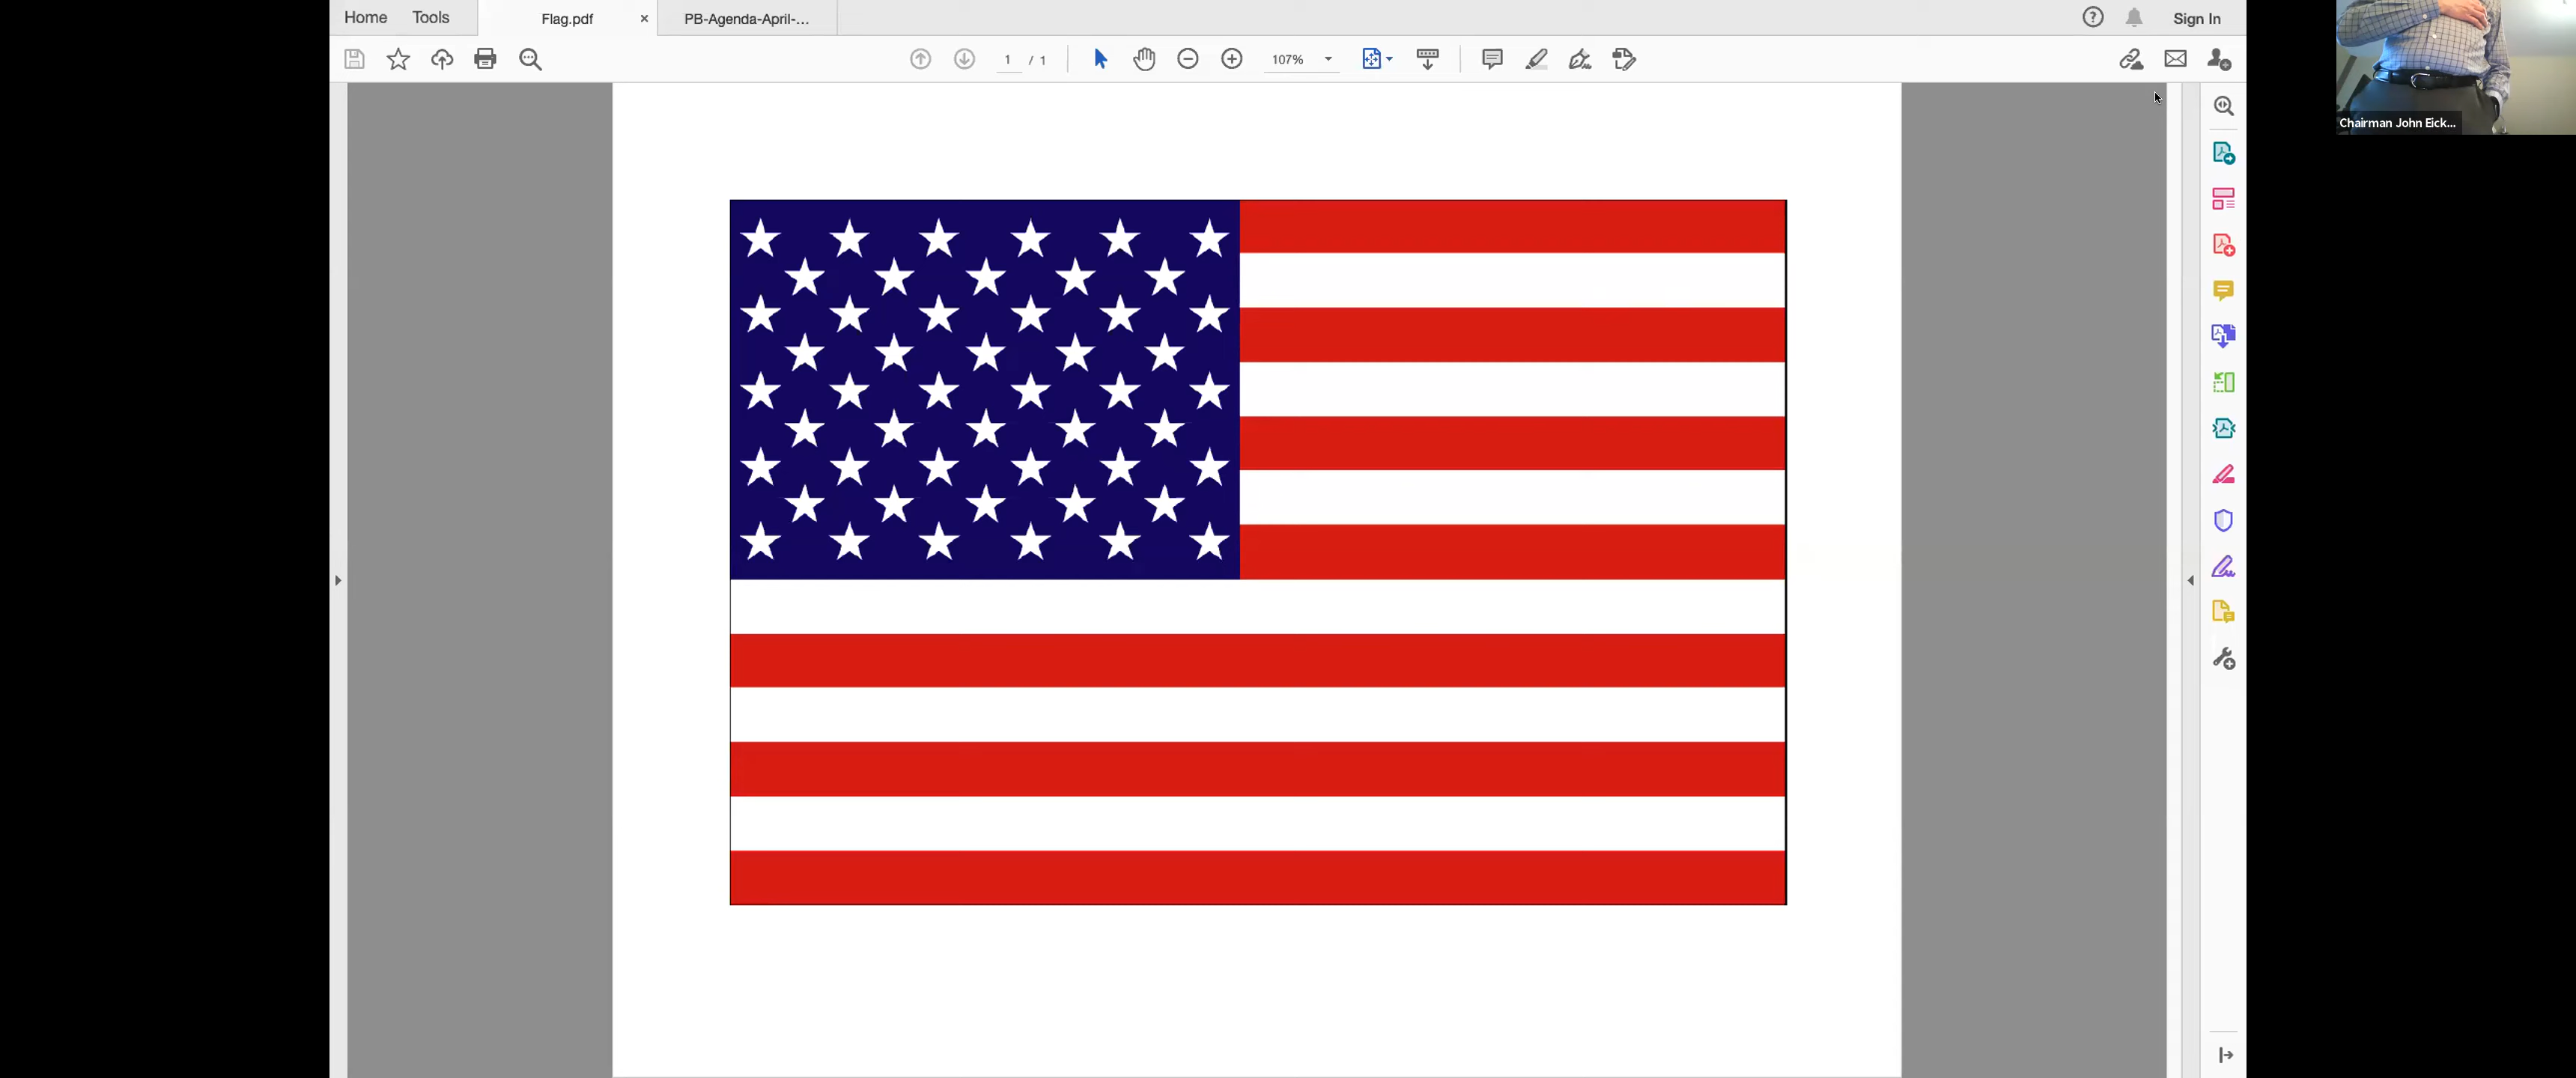 Home Tools Flag.pdf × PB-Agenda-April-... Sign In
1 / 1 107%
Chairman John Eick...